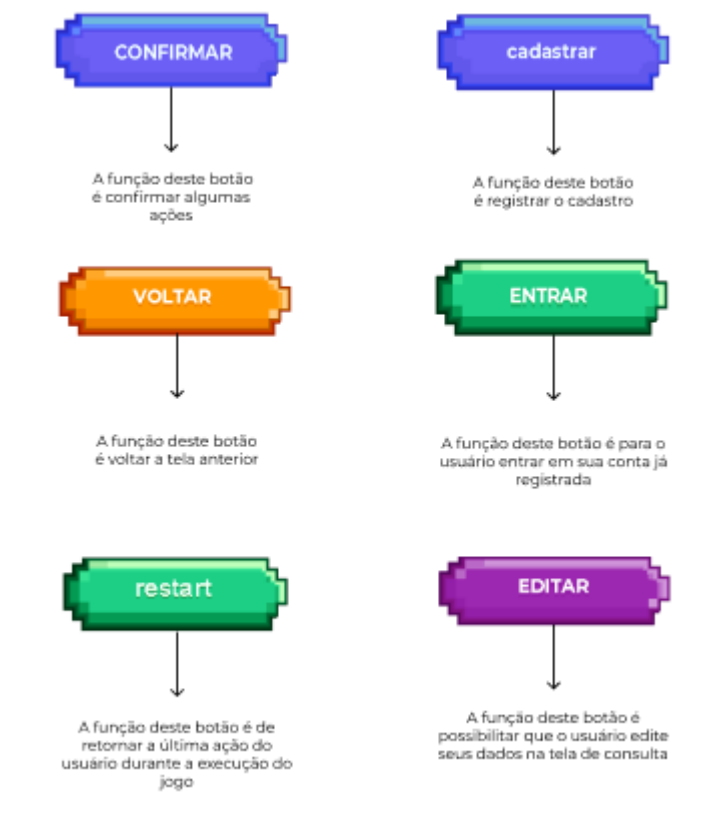 CONFIRMAR
cadastrar
A função deste botão
é confirmar algumas
ações
A função deste botão
é registrar o cadastro
VOLTAR
ENTRAR
A função deste botão
é voltar a tela anterior
A função deste botão é para o
usuário entrar em sua conta já
registrada
restart
EDITAR
A função deste botão é de
retornar a última ação do
usuário durante a execução do
jogo
A função deste botão é
possibilitar que o usuário edite
seus dados na tela de consulta